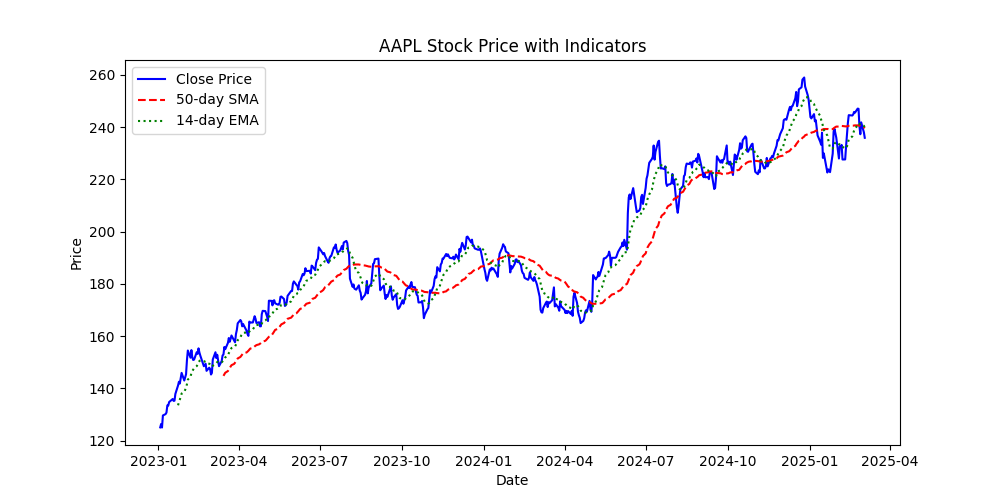 AAPL Stock Price with Indicators
Close Price
50-day SMA
14-day EMA
Price
260
240
220
200
180
160
140
120
2023-01 2023-04 2023-07 2023-10 2024-01 2024-04 2024-07 2024-10 2025-01 2025-04
Date